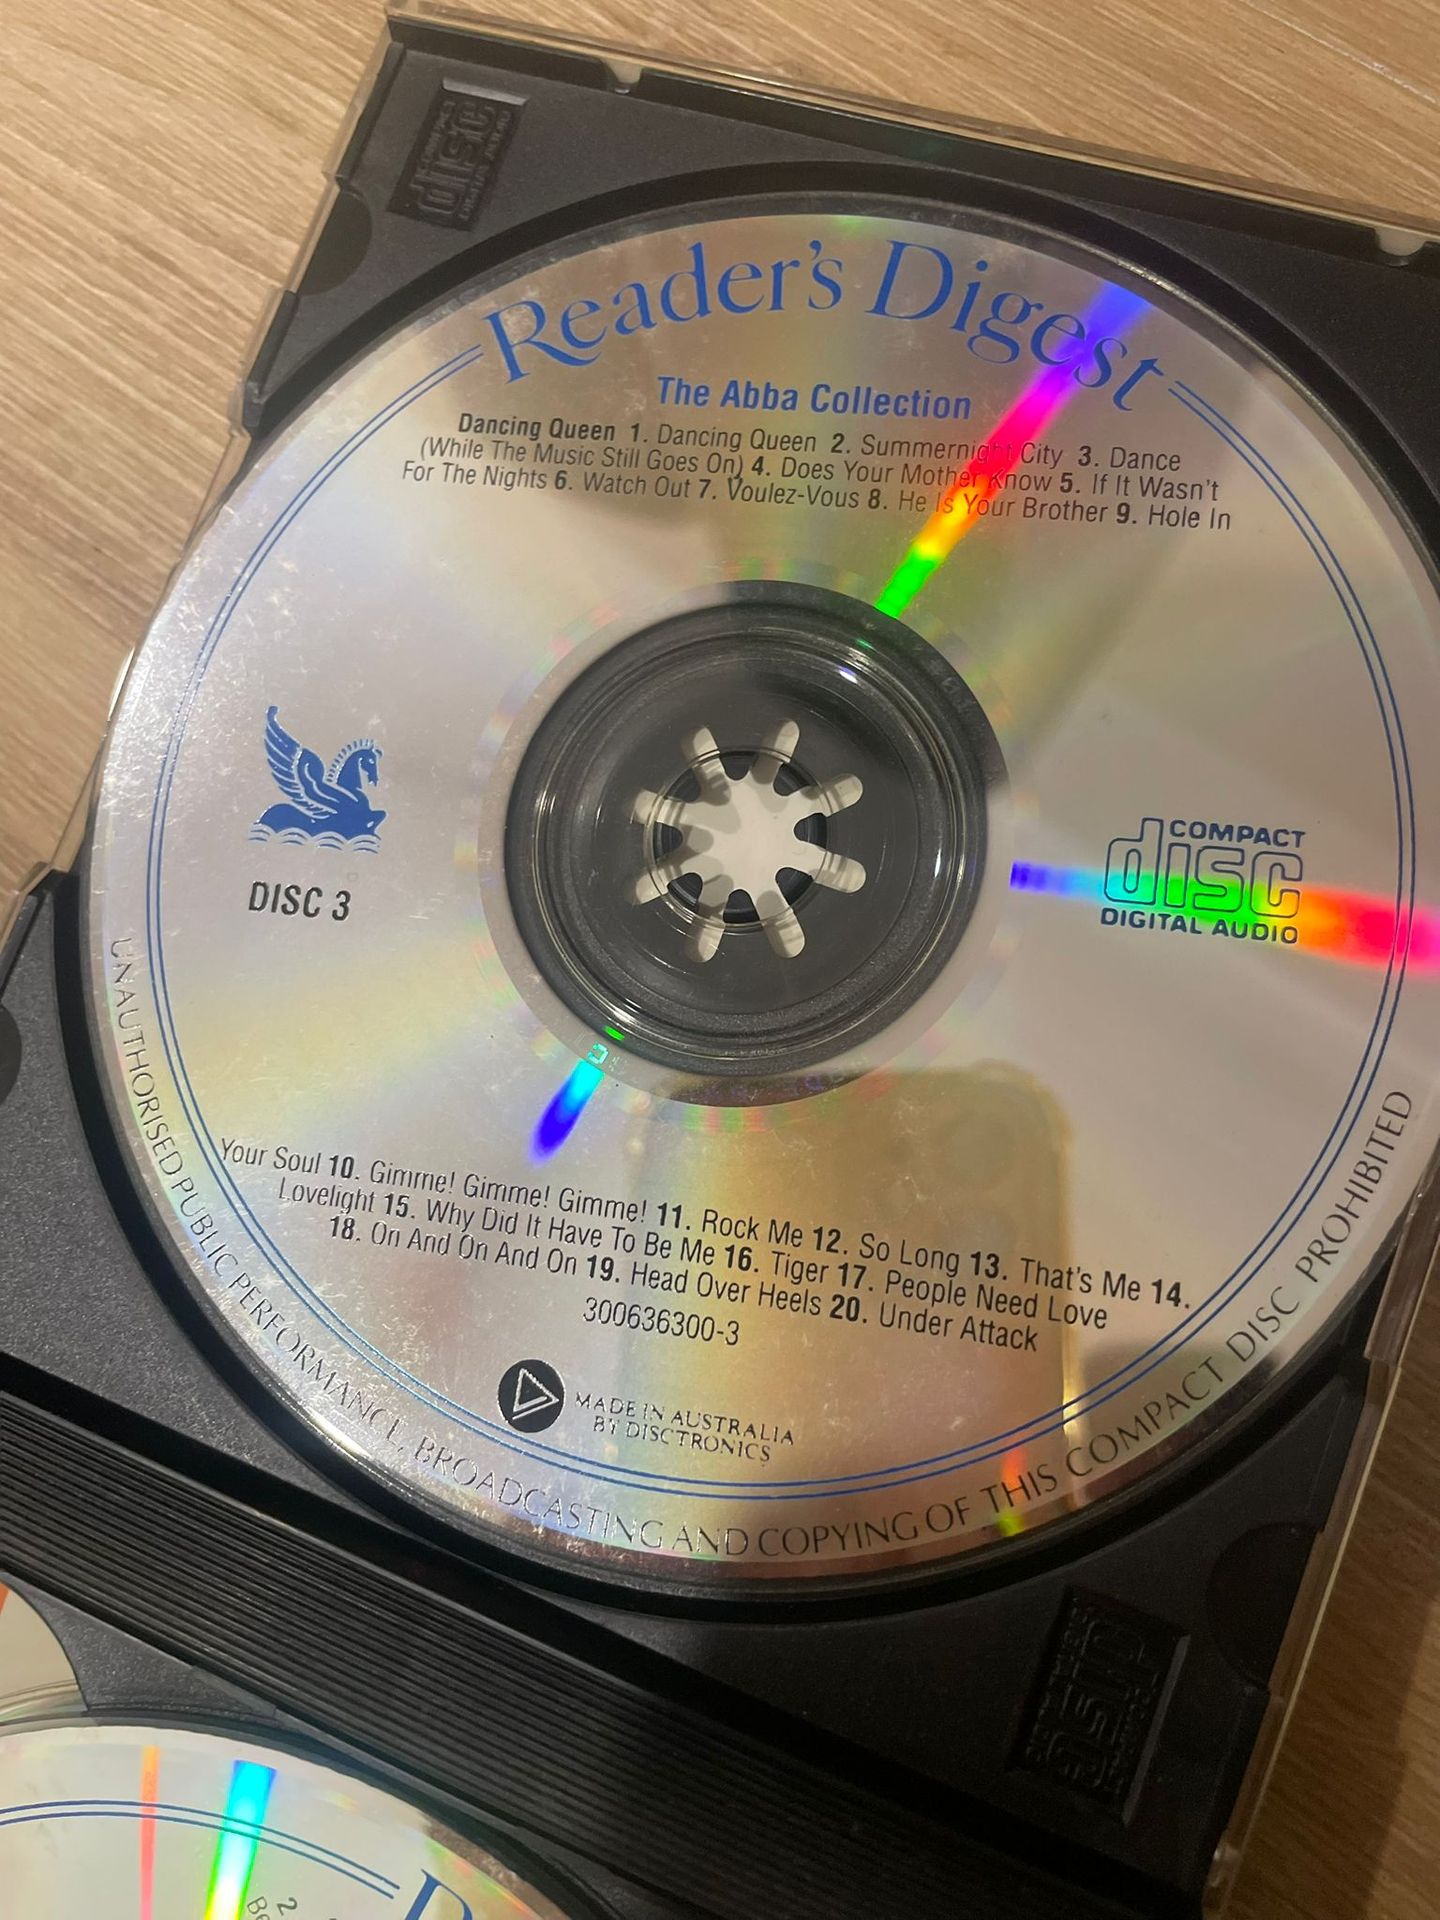 Reader's Digest
The Abba Collection
Dancing Queen 1. Dancing Queen 2. Summernight City 3. Dance
(While The Music Still Goes On) 4. Does Your Mother Know 5. If It Wasn't
For The Nights 6. Watch Out 7. Voulez-Vous 8. He Is Your Brother 9. Hole In
DISC 3
COMPACT
disc
DIGITAL AUDIO
Your Soul 10. Gimme! Gimme! Gimme! 11. Rock Me 12. So Long 13. That's Me 14.
Lovelight 15. Why Did It Have To Be Me 16. Tiger 17. People Need Love
18. On And On And On 19. Head Over Heels 20. Under Attack
300636300-3
MADE IN AUSTRALIA
BY DISCTRONICS
UNAUTHORISED PUBLIC PERFORMANCE, BROADCASTING AND COPYING OF THIS COMPACT DISC PROHIBITED
COMPACT
disc
DIGITAL AUDIO
disc
2